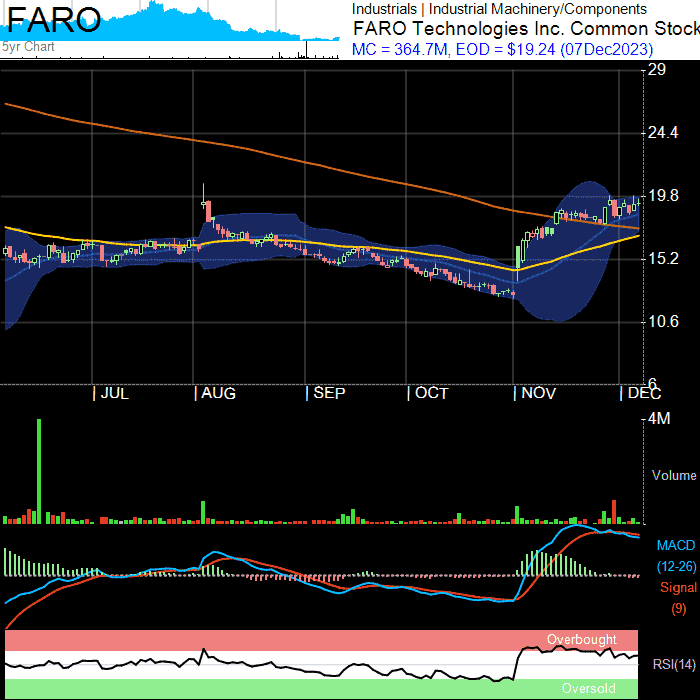 FARO
5yr Chart
Industrials | Industrial Machinery/Components
FARO Technologies Inc. Common Stock
MC = 364.7M, EOD = $19.24 (07Dec2023)
29
24.4
19.8
15.2
10.6
6
| JUL | AUG | SEP | OCT | NOV | DEC
4M
Volume
MACD
(12-26)
Signal
(9)
Overbought
RSI(14)
Oversold